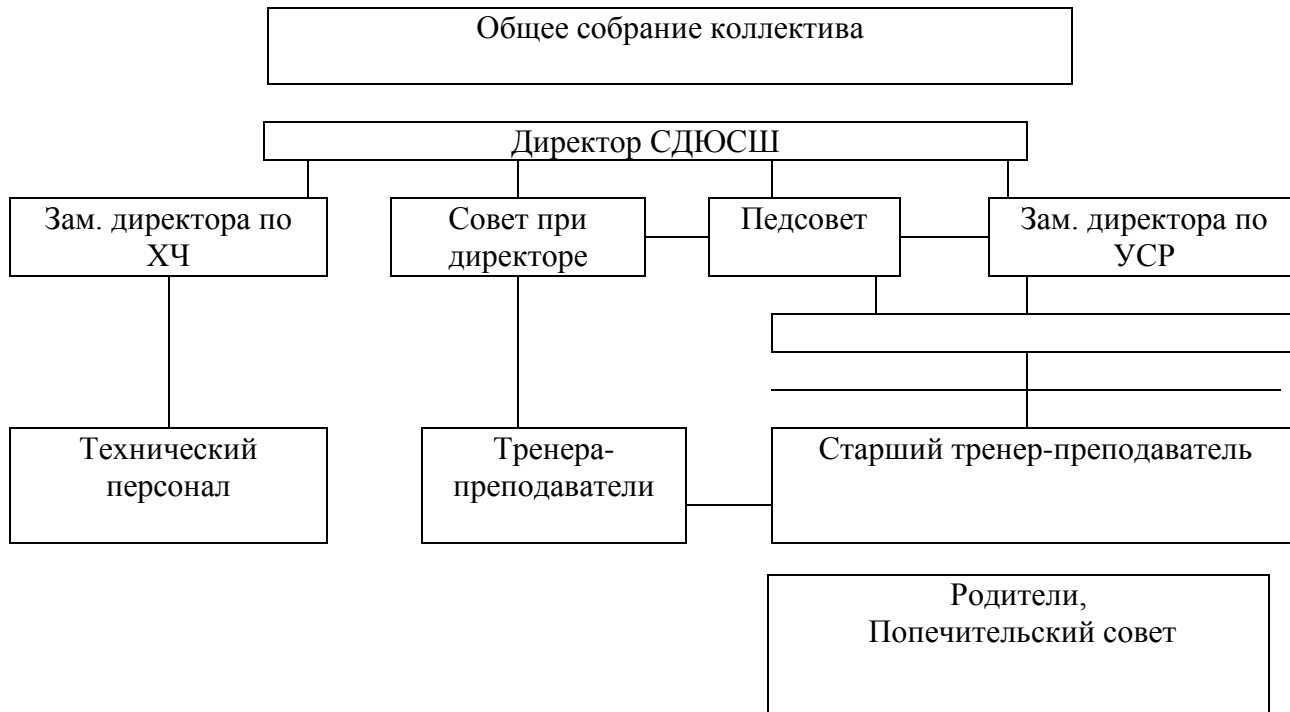 Общее собрание коллектива
Директор СДЮСШ
Зам. директора по
ХЧ
Совет при
директоре
Педсовет
Зам. директора по
УСР
Технический
персонал
Тренера-
преподаватели
Старший тренер-преподаватель
Родители,
Попечительский совет